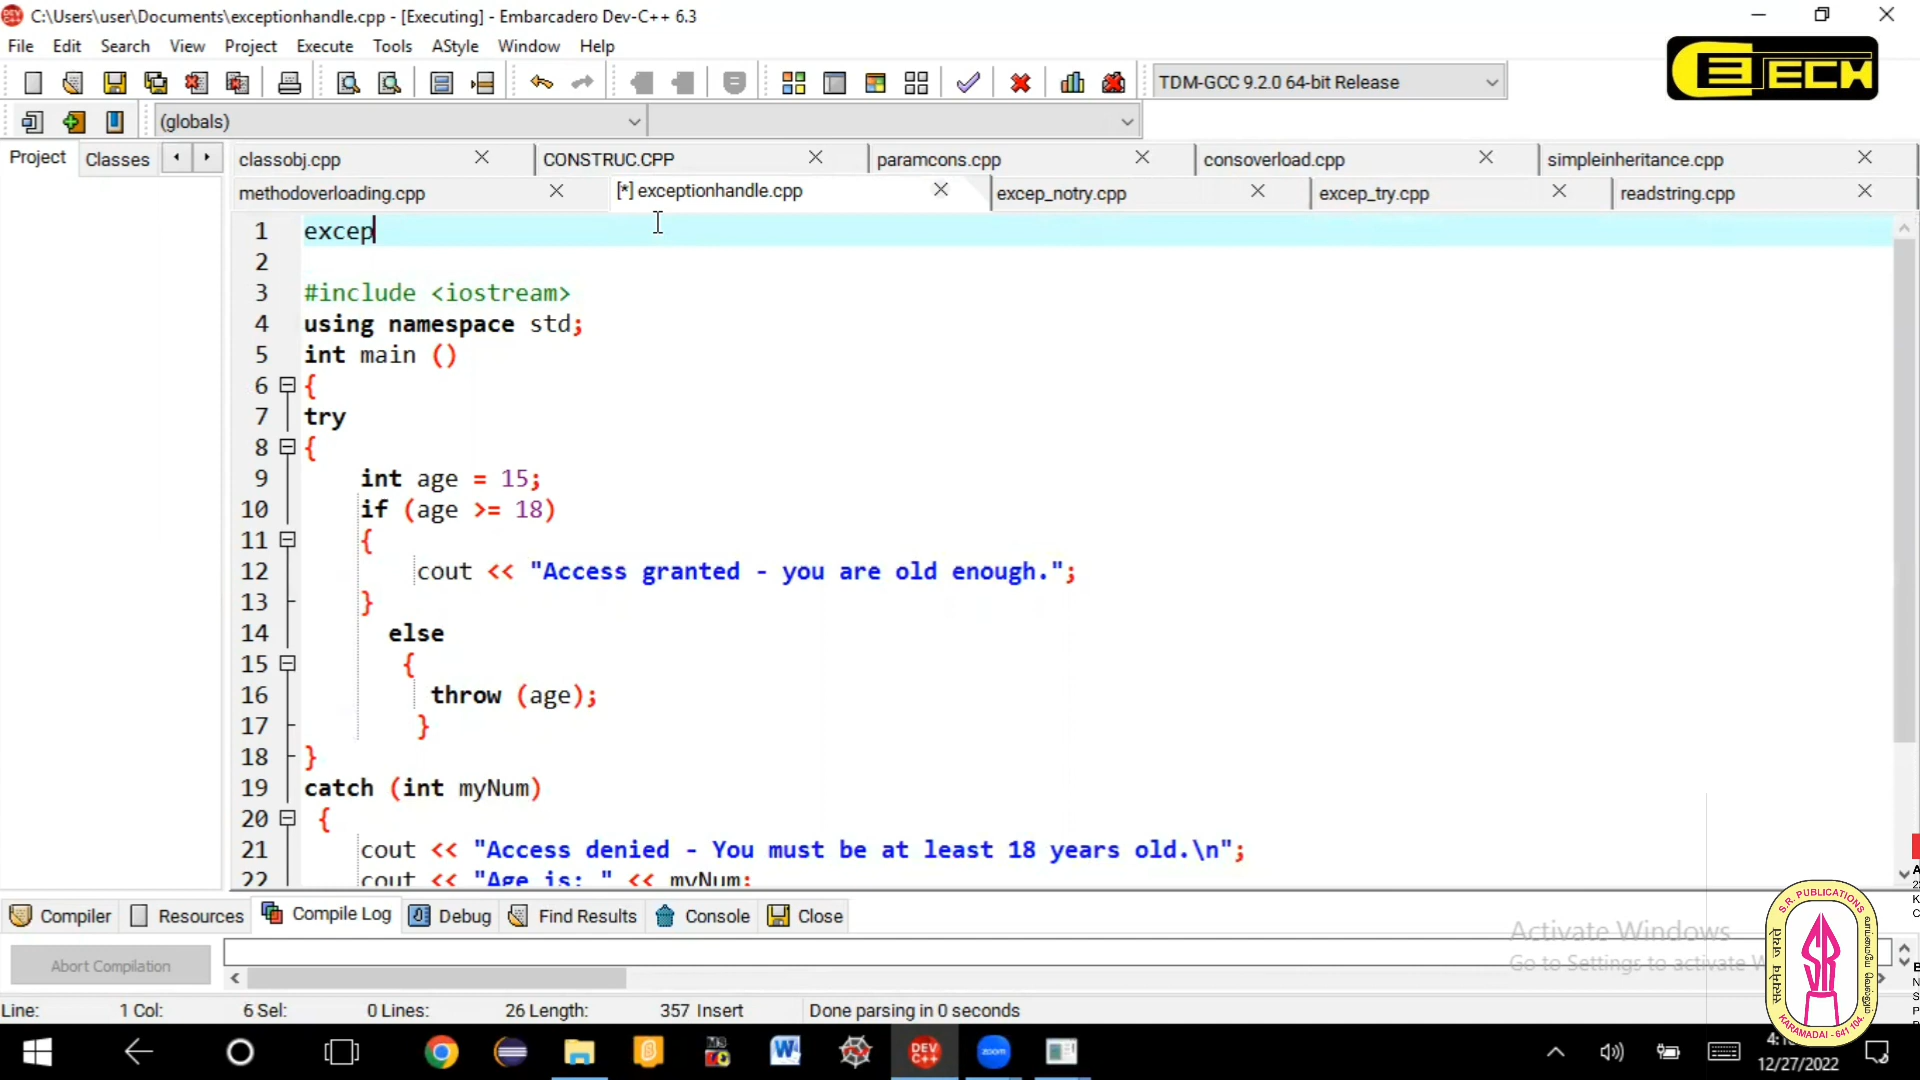 C:\Users\user\Documents\exceptionhandle.cpp - [Executing] - Embarcadero Dev-C++ 6.3
File Edit Search View Project Execute Tools AStyle Window Help
EECH
TDM-GCC 9.2.0 64-bit Release
(globals)
Project Classes classobj.cpp CONSTRUC.CPP paramcons.cpp consoverload.cpp simpleinheritance.cpp
methodoverloading.cpp [*] exceptionhandle.cpp excep_notry.cpp excep_try.cpp readstring.cpp
1 excep
2
3 #include <iostream>
4 using namespace std;
5 int main ()
6 {
7 try
8 {
9 int age = 15;
10 if (age >= 18)
11 {
12 cout << "Access granted - you are old enough.";
13 }
14 else
15 {
16 throw (age);
17 }
18 }
19 catch (int myNum)
20 {
21 cout << "Access denied - You must be at least 18 years old.\n";
22 cout << "Age is: " << myNum;
Compiler Resources Compile Log Debug Find Results Console Close
Abort Compilation
Activate Windows
Go to Settings to activate W
S.R. PUBLICATIONS
SR
KARAMADAI - 641 104.
Line: 1 Col: 6 Sel: 0 Lines: 26 Length: 357 Insert Done parsing in 0 seconds
DEV C++
zoom
12/27/2022